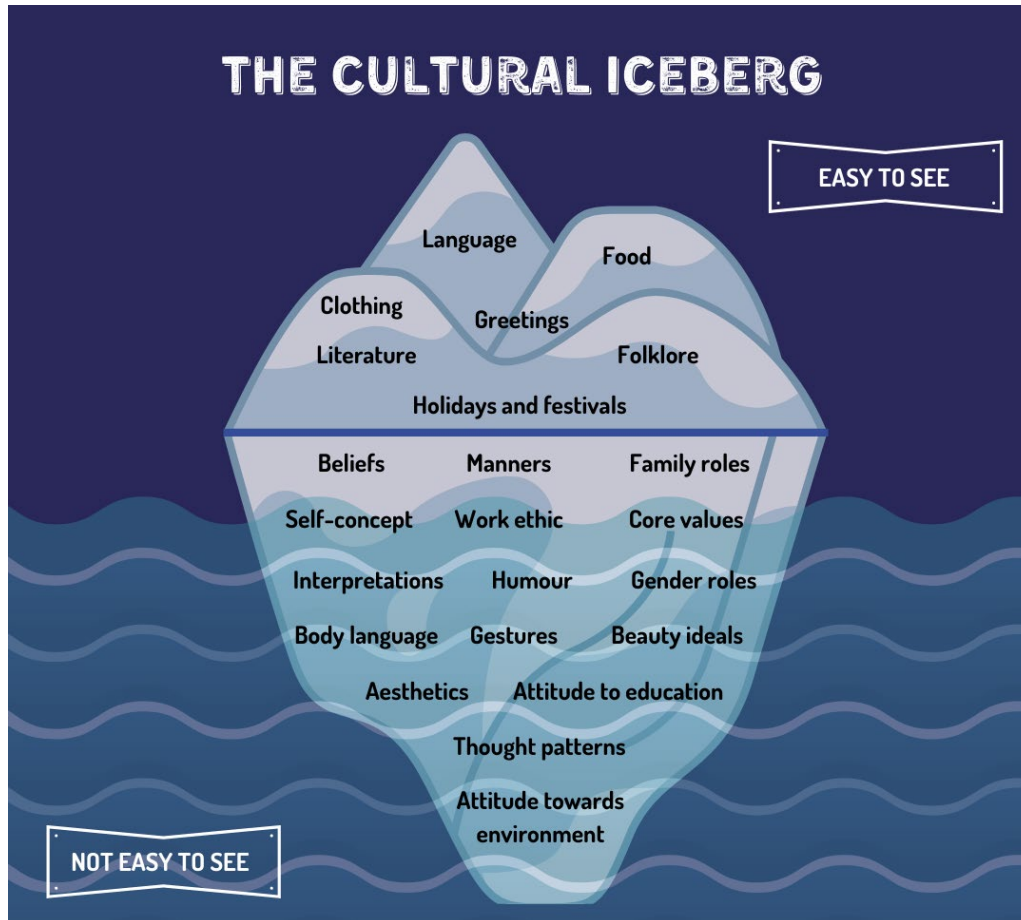 THE CULTURAL ICEBERG
EASY TO SEE
Language
Food
Clothing
Greetings
Literature
Folklore
Holidays and festivals
Beliefs Manners Family roles
Self-concept Work ethic Core values
Interpretations Humour Gender roles
Body language Gestures Beauty ideals
Aesthetics Attitude to education
Thought patterns
Attitude towards
environment
NOT EASY TO SEE